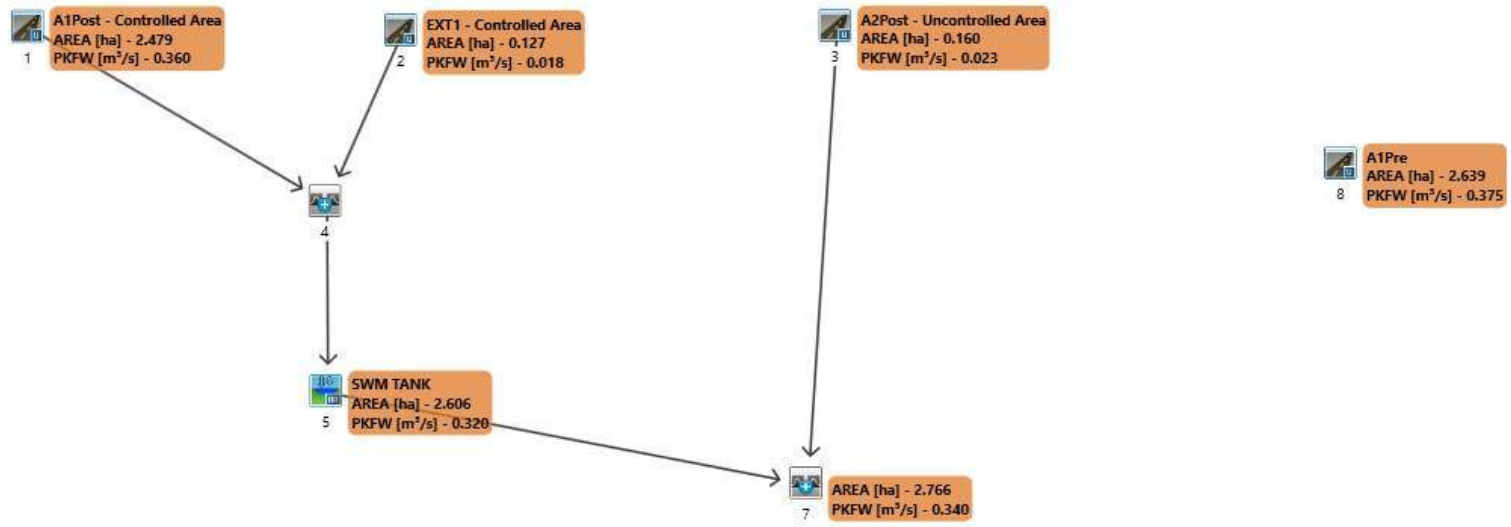 A1Post - Controlled Area
AREA [ha] - 2.479
PKFW [m³/s] - 0.360
1
EXT1 - Controlled Area
AREA [ha] - 0.127
PKFW [m³/s] - 0.018
2
A2Post - Uncontrolled Area
AREA [ha] - 0.160
PKFW [m³/s] - 0.023
3
A1Pre
AREA [ha] - 2.639
PKFW [m³/s] - 0.375
8
4
SWM TANK
AREA [ha] - 2.606
PKFW [m³/s] - 0.320
5
AREA [ha] - 2.766
PKFW [m³/s] - 0.340
7